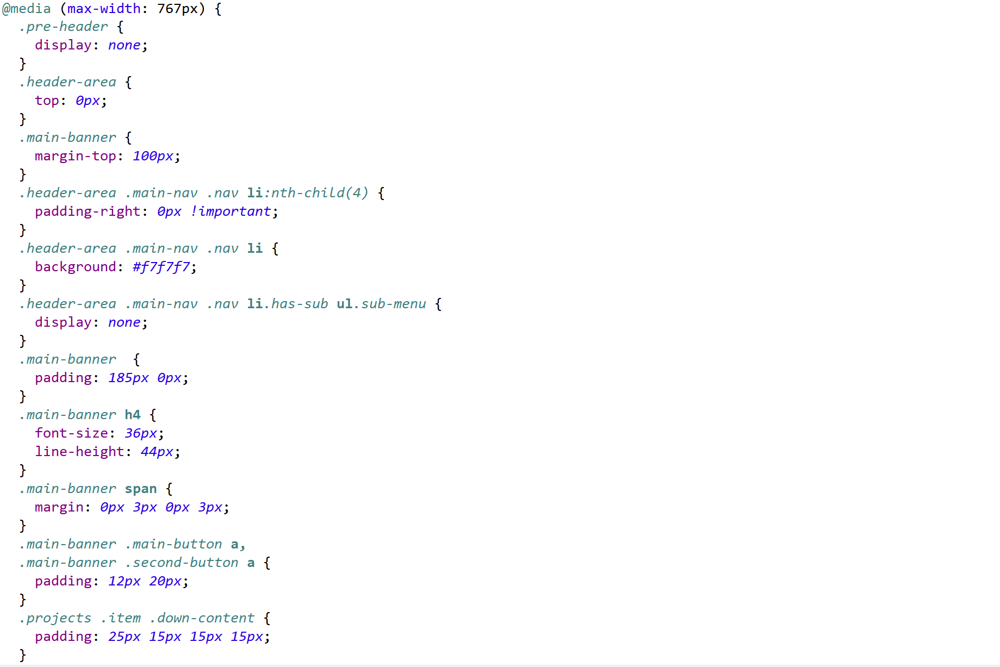 @media (max-width: 767px) {
  .pre-header {
    display: none;
  }
  .header-area {
    top: 0px;
  }
  .main-banner {
    margin-top: 100px;
  }
  .header-area .main-nav .nav li:nth-child(4) {
    padding-right: 0px !important;
  }
  .header-area .main-nav .nav li {
    background: #f7f7f7;
  }
  .header-area .main-nav .nav li.has-sub ul.sub-menu {
    display: none;
  }
  .main-banner  {
    padding: 185px 0px;
  }
  .main-banner h4 {
    font-size: 36px;
    line-height: 44px;
  }
  .main-banner span {
    margin: 0px 3px 0px 3px;
  }
  .main-banner .main-button a,
  .main-banner .second-button a {
    padding: 12px 20px;
  }
  .projects .item .down-content {
    padding: 25px 15px 15px 15px;
  }